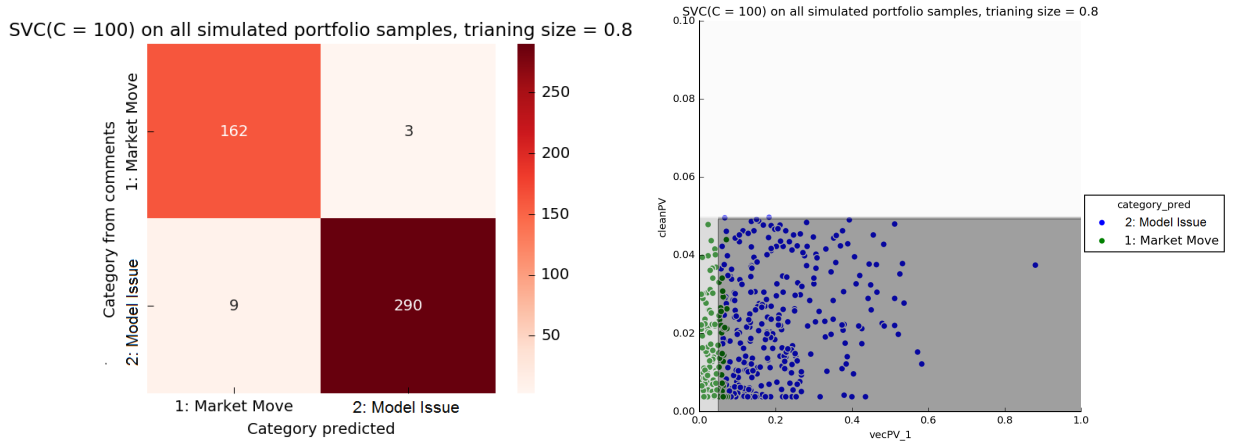 SVC(C = 100) on all simulated portfolio samples, trianing size = 0.8
Category from comments
1: Market Move
2: Model Issue
162
3
9
290
1: Market Move
2: Model Issue
Category predicted
250
200
150
100
50
SVC(C = 100) on all simulated portfolio samples, trianing size = 0.8
cleanPV
0.10
0.08
0.06
0.04
0.02
0.00
0.0
0.2
0.4
0.6
0.8
1.0
vecPV_1
category_pred
2: Model Issue
1: Market Move